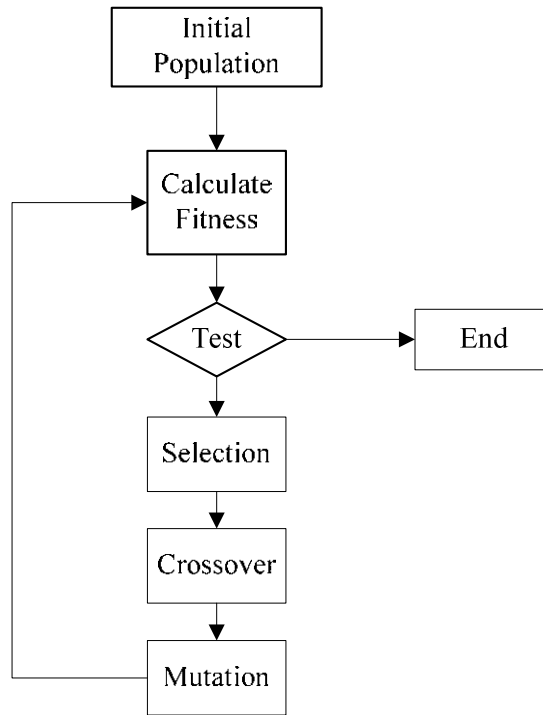 Initial
Population
Calculate
Fitness
Test
End
Selection
Crossover
Mutation